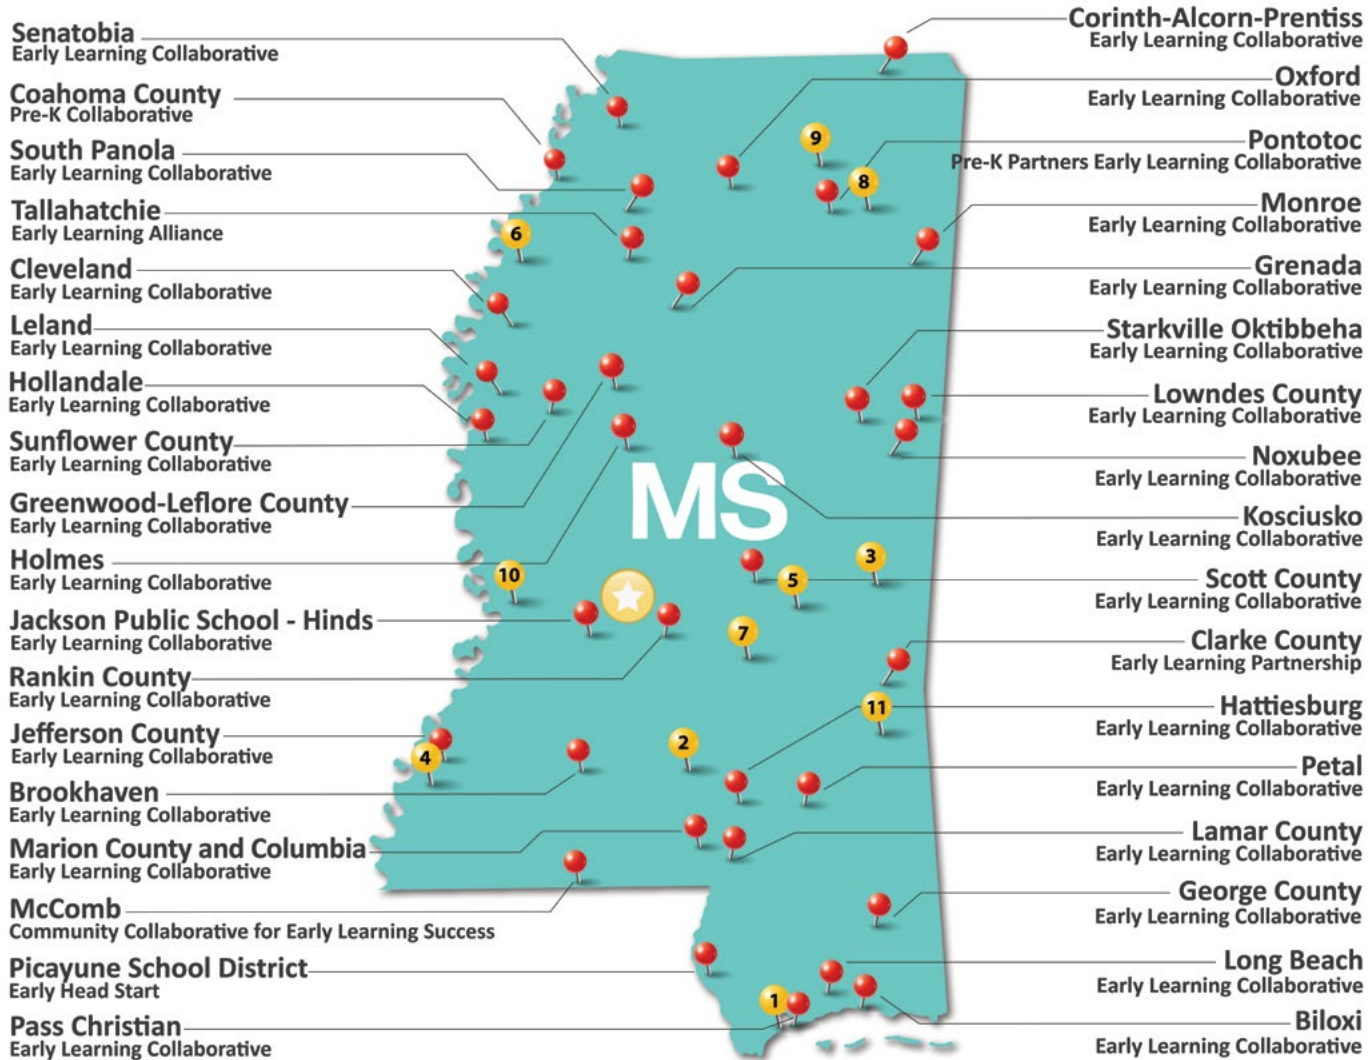 Senatobia
Early Learning Collaborative
Coahoma County
Pre-K Collaborative
South Panola
Early Learning Collaborative
Tallahatchie
Early Learning Alliance
Cleveland
Early Learning Collaborative
Leland
Early Learning Collaborative
Hollandale
Early Learning Collaborative
Sunflower County
Early Learning Collaborative
Greenwood-Leflore County
Early Learning Collaborative
Holmes
Early Learning Collaborative
Jackson Public School - Hinds
Early Learning Collaborative
Rankin County
Early Learning Collaborative
Jefferson County
Early Learning Collaborative
Brookhaven
Early Learning Collaborative
Marion County and Columbia
Early Learning Collaborative
McComb
Community Collaborative for Early Learning Success
Picayune School District
Early Head Start
Pass Christian
Early Learning Collaborative
9
8
6
MS
3
10
5
7
11
2
4
1
Corinth-Alcorn-Prentiss
Early Learning Collaborative
Oxford
Early Learning Collaborative
Pontotoc
Pre-K Partners Early Learning Collaborative
Monroe
Early Learning Collaborative
Grenada
Early Learning Collaborative
Starkville Oktibbeha
Early Learning Collaborative
Lowndes County
Early Learning Collaborative
Noxubee
Early Learning Collaborative
Kosciusko
Early Learning Collaborative
Scott County
Early Learning Collaborative
Clarke County
Early Learning Partnership
Hattiesburg
Early Learning Collaborative
Petal
Early Learning Collaborative
Lamar County
Early Learning Collaborative
George County
Early Learning Collaborative
Long Beach
Early Learning Collaborative
Biloxi
Early Learning Collaborative